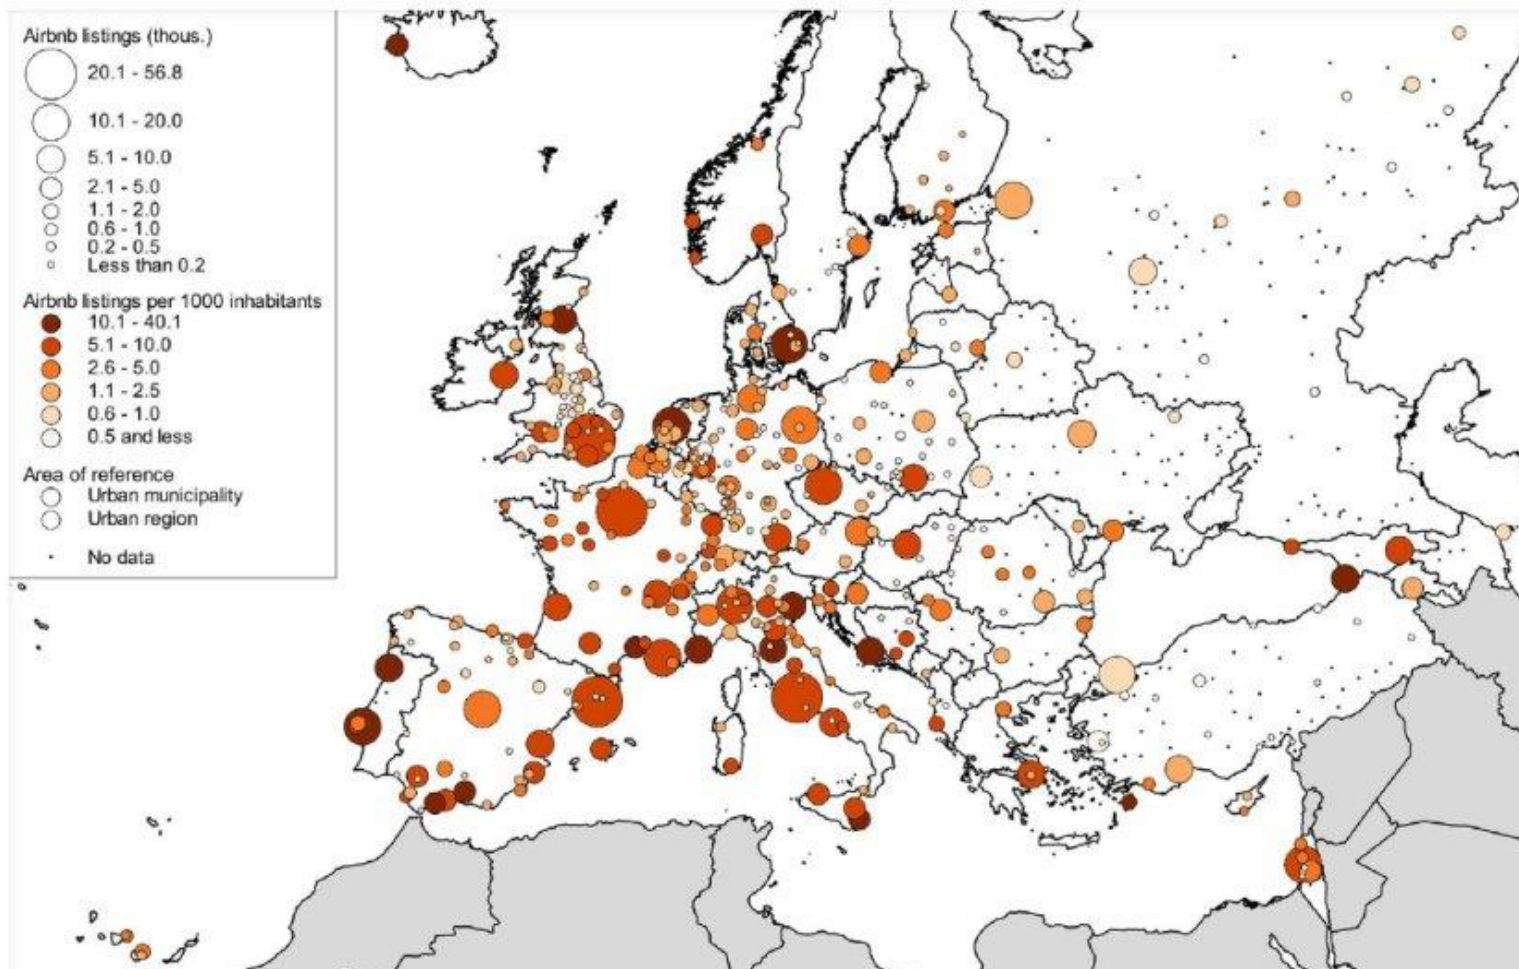 Airbnb listings (thous.)
20.1 - 56.8
10.1 - 20.0
5.1 - 10.0
2.1 - 5.0
1.1 - 2.0
0.6 - 1.0
0.2 - 0.5
Less than 0.2
Airbnb listings per 1000 inhabitants
10.1 - 40.1
5.1 - 10.0
2.6 - 5.0
1.1 - 2.5
0.6 - 1.0
0.5 and less
Area of reference
Urban municipality
Urban region
No data